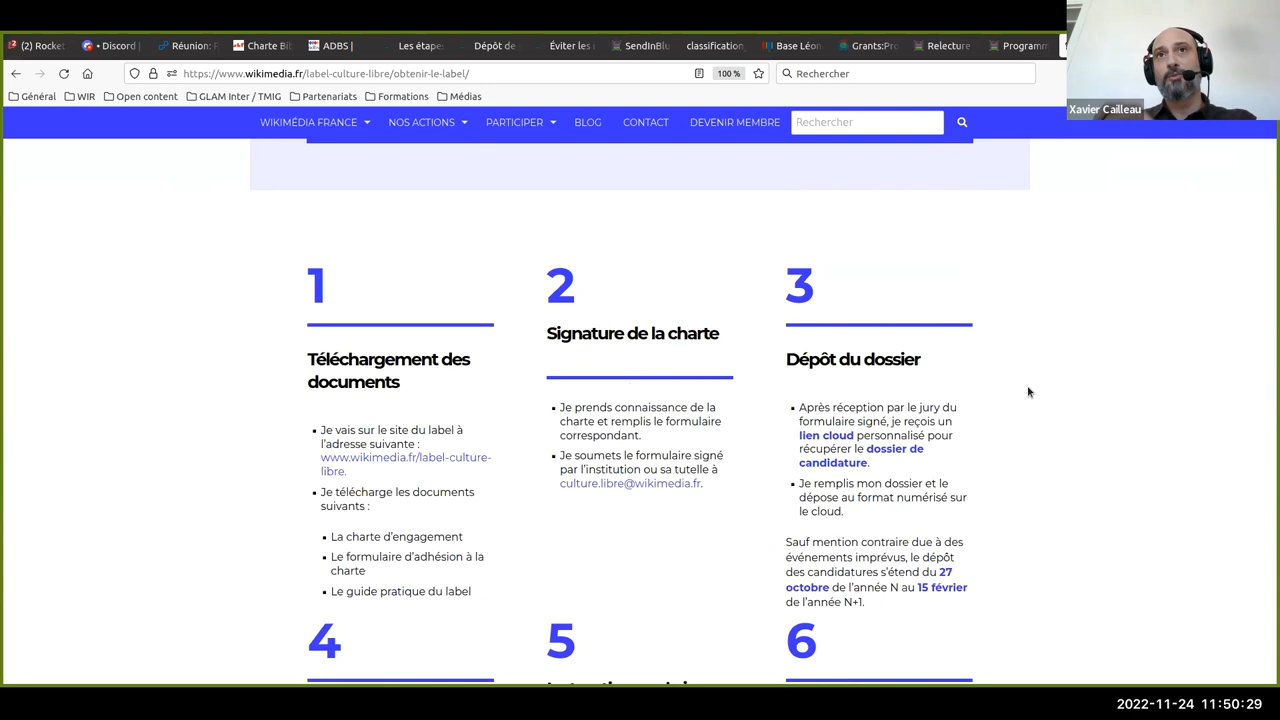 (2) Rocket
• Discord |
Réunion: F
Charte Bil
ADBS |
Les étape
Dépôt de
Éviter les i
SendInBlu
classification
Base Léon
Grants:Pro
Relecture
Programm
https://www.wikimedia.fr/label-culture-libre/obtenir-le-label/
100 %
Rechercher
Général
WIR
Open content
GLAM Inter / TMIG
Partenariats
Formations
Médias
Xavier Cailleau
WIKIMÉDIA FRANCE
NOS ACTIONS
PARTICIPER
BLOG
CONTACT
DEVENIR MEMBRE
Rechercher
1
Téléchargement des
documents
Je vais sur le site du label à
l’adresse suivante :
www.wikimedia.fr/label-culture-
libre.
Je télécharge les documents
suivants :
La charte d’engagement
Le formulaire d’adhésion à la
charte
Le guide pratique du label
2
Signature de la charte
Je prends connaissance de la
charte et remplis le formulaire
correspondant.
Je soumets le formulaire signé
par l’institution ou sa tutelle à
culture.libre@wikimedia.fr.
3
Dépôt du dossier
Après réception par le jury du
formulaire signé, je reçois un
lien cloud personnalisé pour
récupérer le dossier de
candidature.
Je remplis mon dossier et le
dépose au format numérisé sur
le cloud.
Sauf mention contraire due à des
événements imprévus, le dépôt
des candidatures s’étend du 27
octobre de l’année N au 15 février
de l’année N+1.
4
5
6
2022-11-24 11:50:29